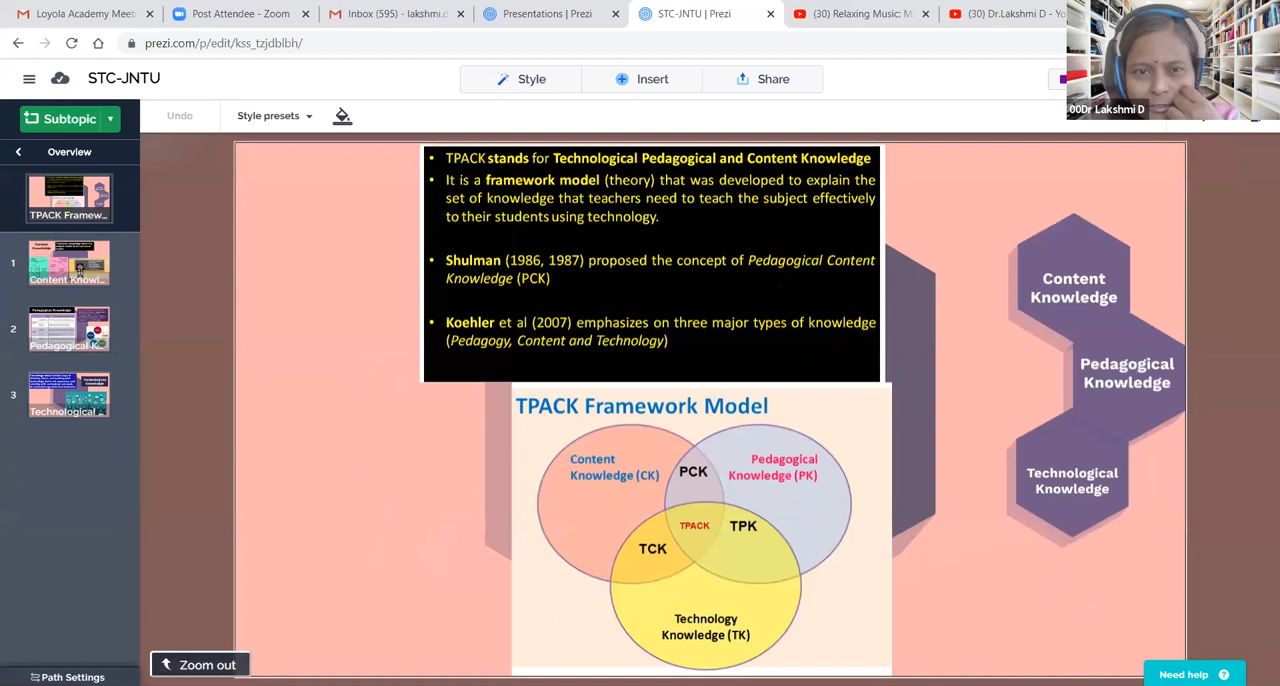 Loyola Academy Meeti
Post Attendee - Zoom
Inbox (595) - lakshmi.d
Presentations | Prezi
STC-JNTU | Prezi
(30) Relaxing Music: M
(30) Dr.Lakshmi D - Yo
prezi.com/p/edit/kss_tzjdblbh/
00Dr Lakshmi D
STC-JNTU
Style
Insert
Share
Subtopic
Undo
Style presets
Overview
TPACK Framew...
1
Content Knowl...
2
Pedagogical K...
3
Technological ...
• TPACK stands for Technological Pedagogical and Content Knowledge
• It is a framework model (theory) that was developed to explain the
set of knowledge that teachers need to teach the subject effectively
to their students using technology.
• Shulman (1986, 1987) proposed the concept of Pedagogical Content
Knowledge (PCK)
• Koehler et al (2007) emphasizes on three major types of knowledge
(Pedagogy, Content and Technology)
TPACK Framework Model
Content
Knowledge (CK)
PCK
Pedagogical
Knowledge (PK)
TPACK
TPK
TCK
Technology
Knowledge (TK)
Content
Knowledge
Pedagogical
Knowledge
Technological
Knowledge
Zoom out
Path Settings
Need help ?